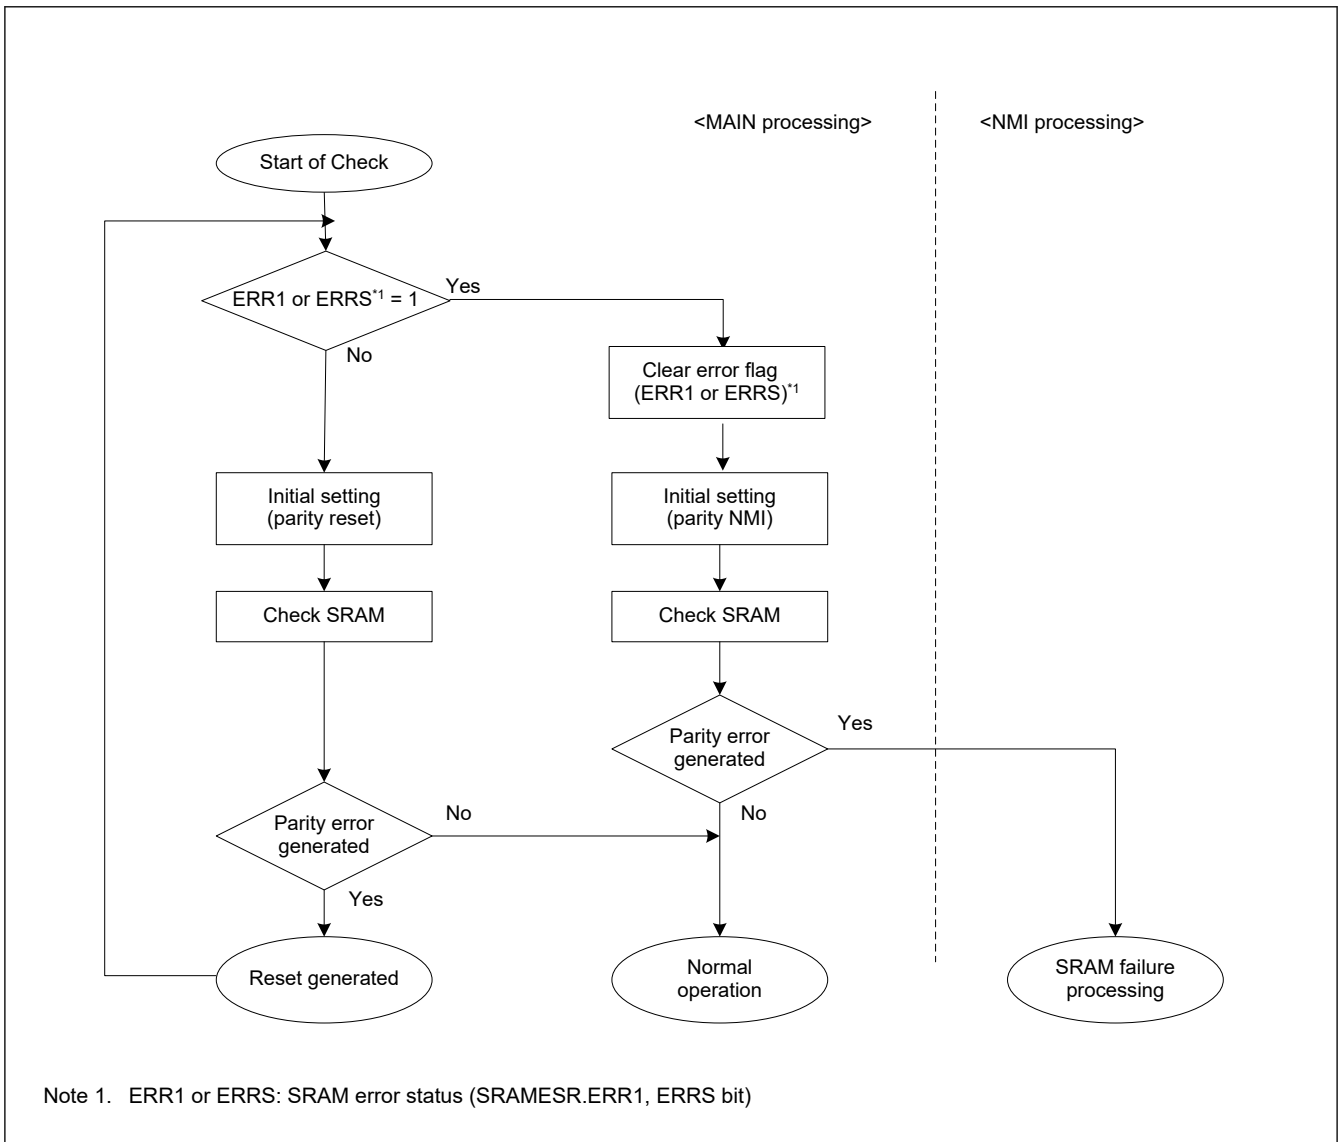 <MAIN processing>
<NMI processing>
Start of Check
ERR1 or ERRS*1 = 1
Yes
No
Clear error flag
(ERR1 or ERRS)*1
Initial setting
(parity reset)
Initial setting
(parity NMI)
Check SRAM
Check SRAM
Parity error
generated
Yes
No
Parity error
generated
No
Yes
Reset generated
Normal
operation
SRAM failure
processing
Note 1. ERR1 or ERRS: SRAM error status (SRAMESR.ERR1, ERRS bit)